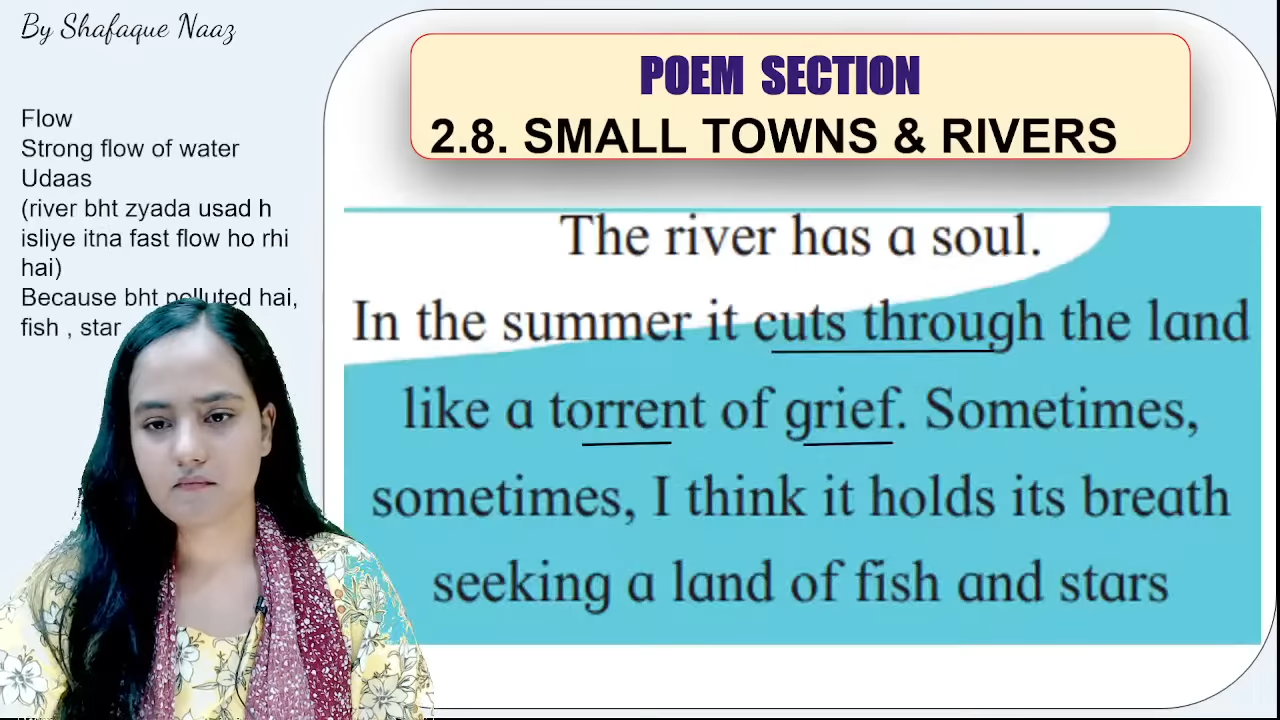 By Shafaque Naaz
Flow
Strong flow of water
Udaas
(river bht zyada usad h
isliye itna fast flow ho rhi
hai)
Because bht polluted hai,
fish , star
POEM SECTION
2.8. SMALL TOWNS & RIVERS
The river has a soul.
In the summer it cuts through the land
like a torrent of grief. Sometimes,
sometimes, I think it holds its breath
seeking a land of fish and stars